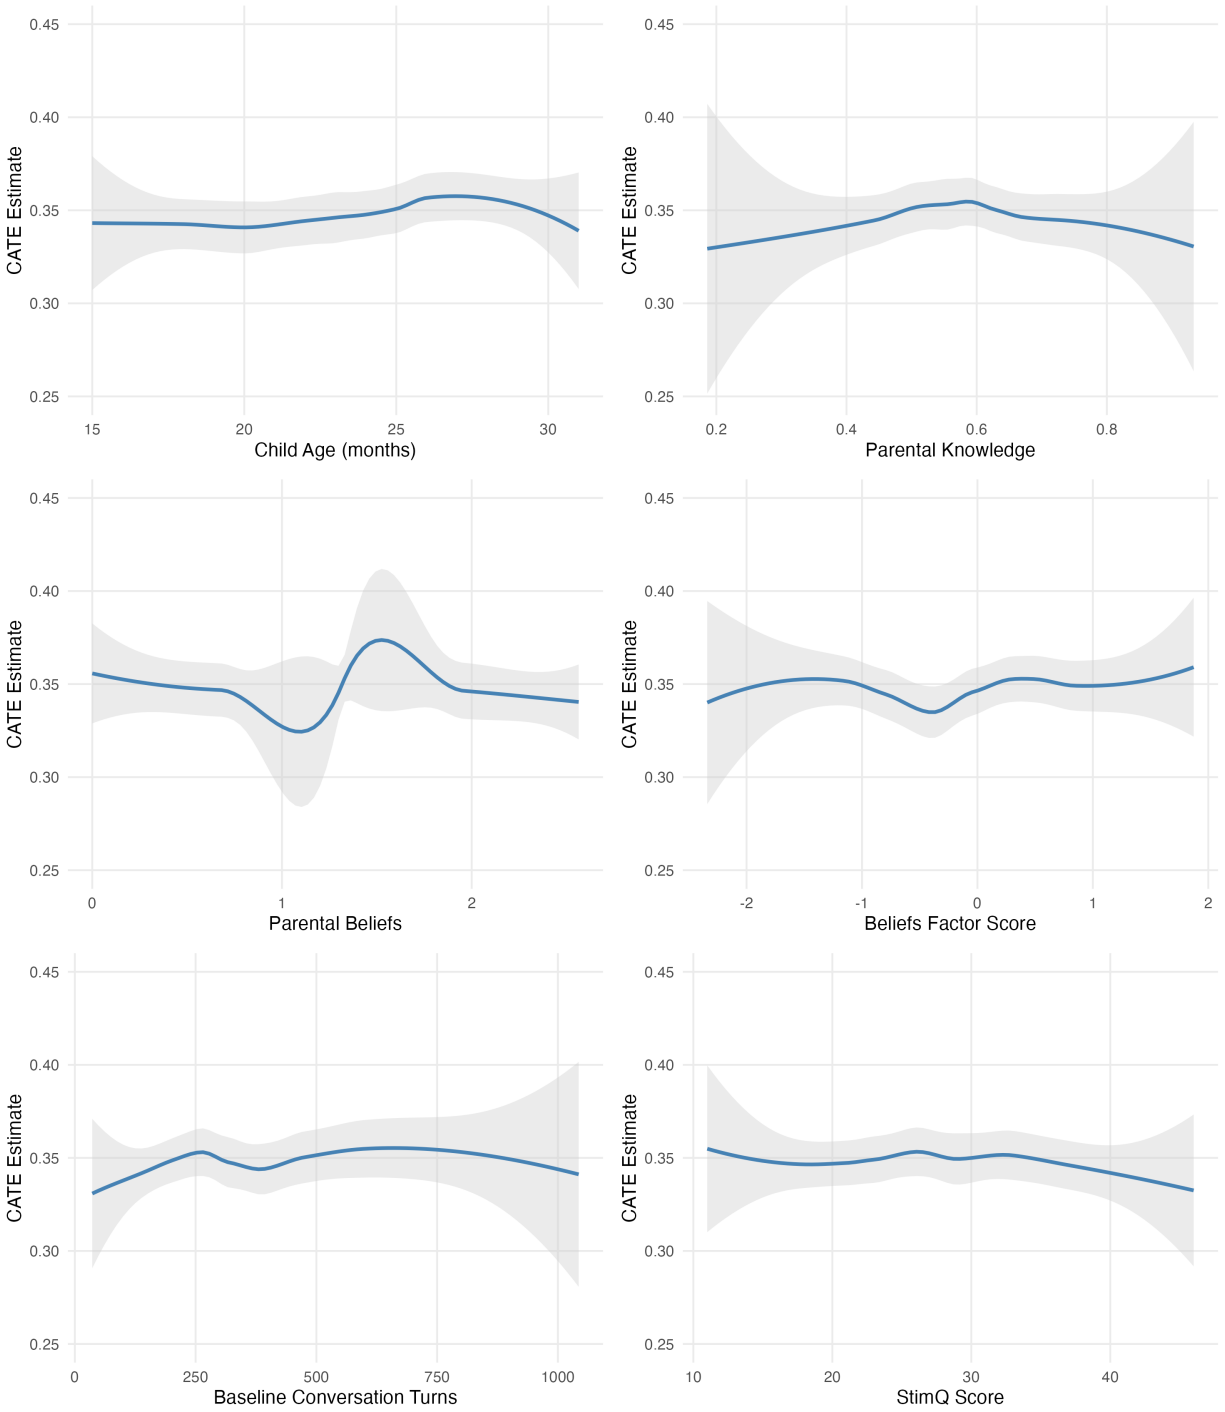 0.45
0.40
0.35
0.30
0.25
CATE Estimate
15 20 25 30
Child Age (months)
0.45
0.40
0.35
0.30
0.25
CATE Estimate
0.2 0.4 0.6 0.8
Parental Knowledge
0.45
0.40
0.35
0.30
0.25
CATE Estimate
0 1 2
Parental Beliefs
0.45
0.40
0.35
0.30
0.25
CATE Estimate
-2 -1 0 1 2
Beliefs Factor Score
0.45
0.40
0.35
0.30
0.25
CATE Estimate
0 250 500 750 1000
Baseline Conversation Turns
0.45
0.40
0.35
0.30
0.25
CATE Estimate
10 20 30 40
StimQ Score